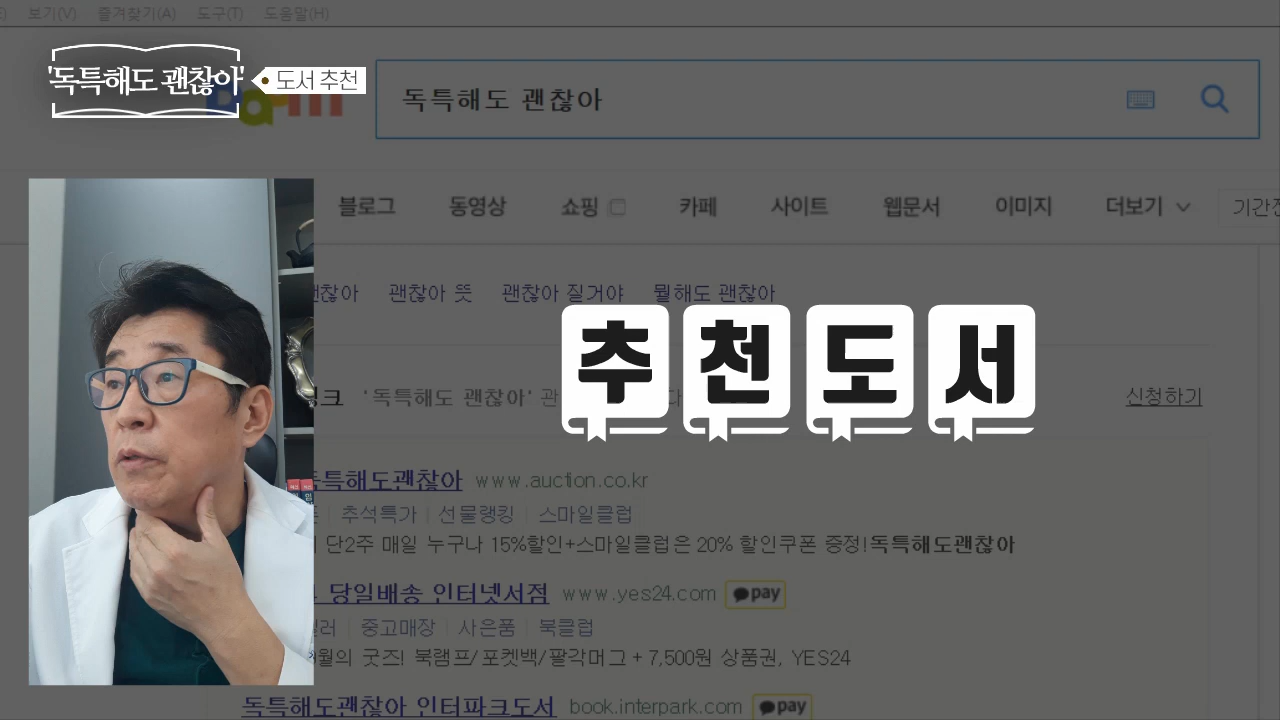 보기(V) 즐겨찾기(A) 도구(T) 도움말(H)
'독특해도 괜찮아' 도서 추천
독특해도 괜찮아
블로그 동영상 쇼핑 카페 사이트 웹문서 이미지 더보기
괜찮아 뜻 괜찮아 질거야 뭘해도 괜찮아
추천도서
'독특해도 괜찮아' 관
신청하기
독특해도괜찮아 www.auction.co.kr
추석특가 선물랭킹 스마일클럽
단2주 매일 누구나 15%할인+스마일클럽은 20% 할인쿠폰 증정!독특해도괜찮아
당일배송 인터넷서점 www.yes24.com pay
중고매장 사은품 북클럽
월의 굿즈! 북램프/포켓백/팔각머그 + 7,500원 상품권, YES24
독특해도괜찮아 인터파크도서 book.interpark.com pay